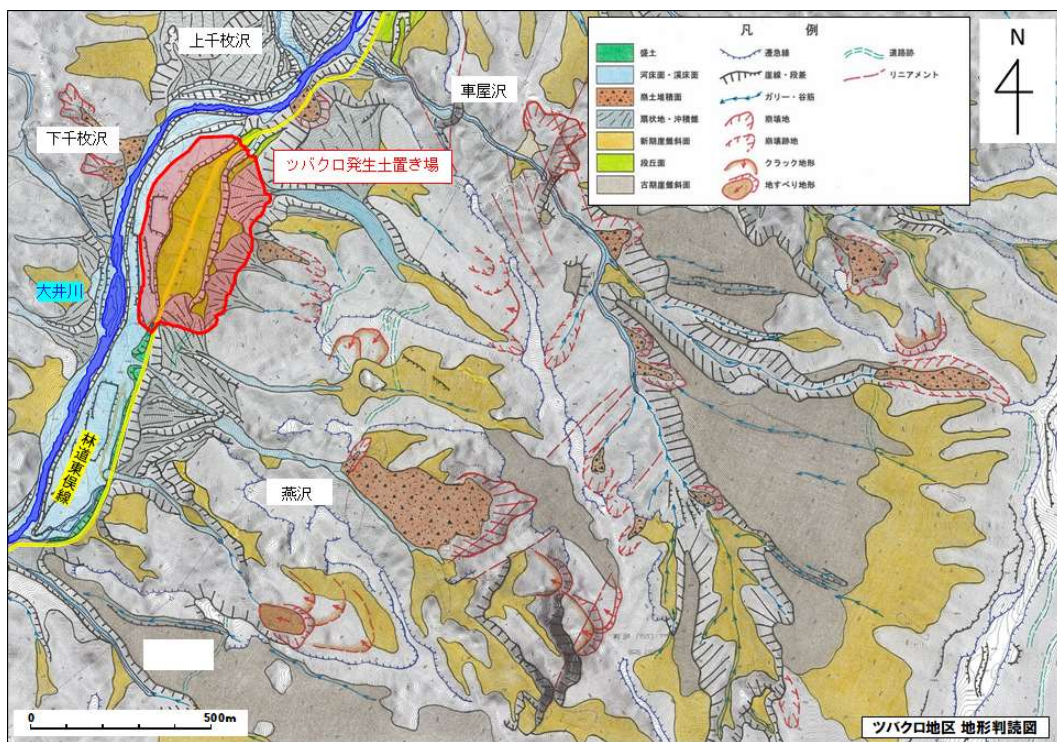 凡 例
盛土
河床面・渓床面
崩土堆積面
扇状地・沖積錐
新期崖錐斜面
段丘面
古期崖錐斜面
遷急線
崖線・段差
ガリー・谷筋
崩壊地
崩壊跡地
クラック地形
地すべり地形
道路跡
リニアメント
N
上千枚沢
車屋沢
下千枚沢
ツバクロ発生土置き場
大井川
林道東俣線
燕沢
0 500m
ツバクロ地区 地形判読図